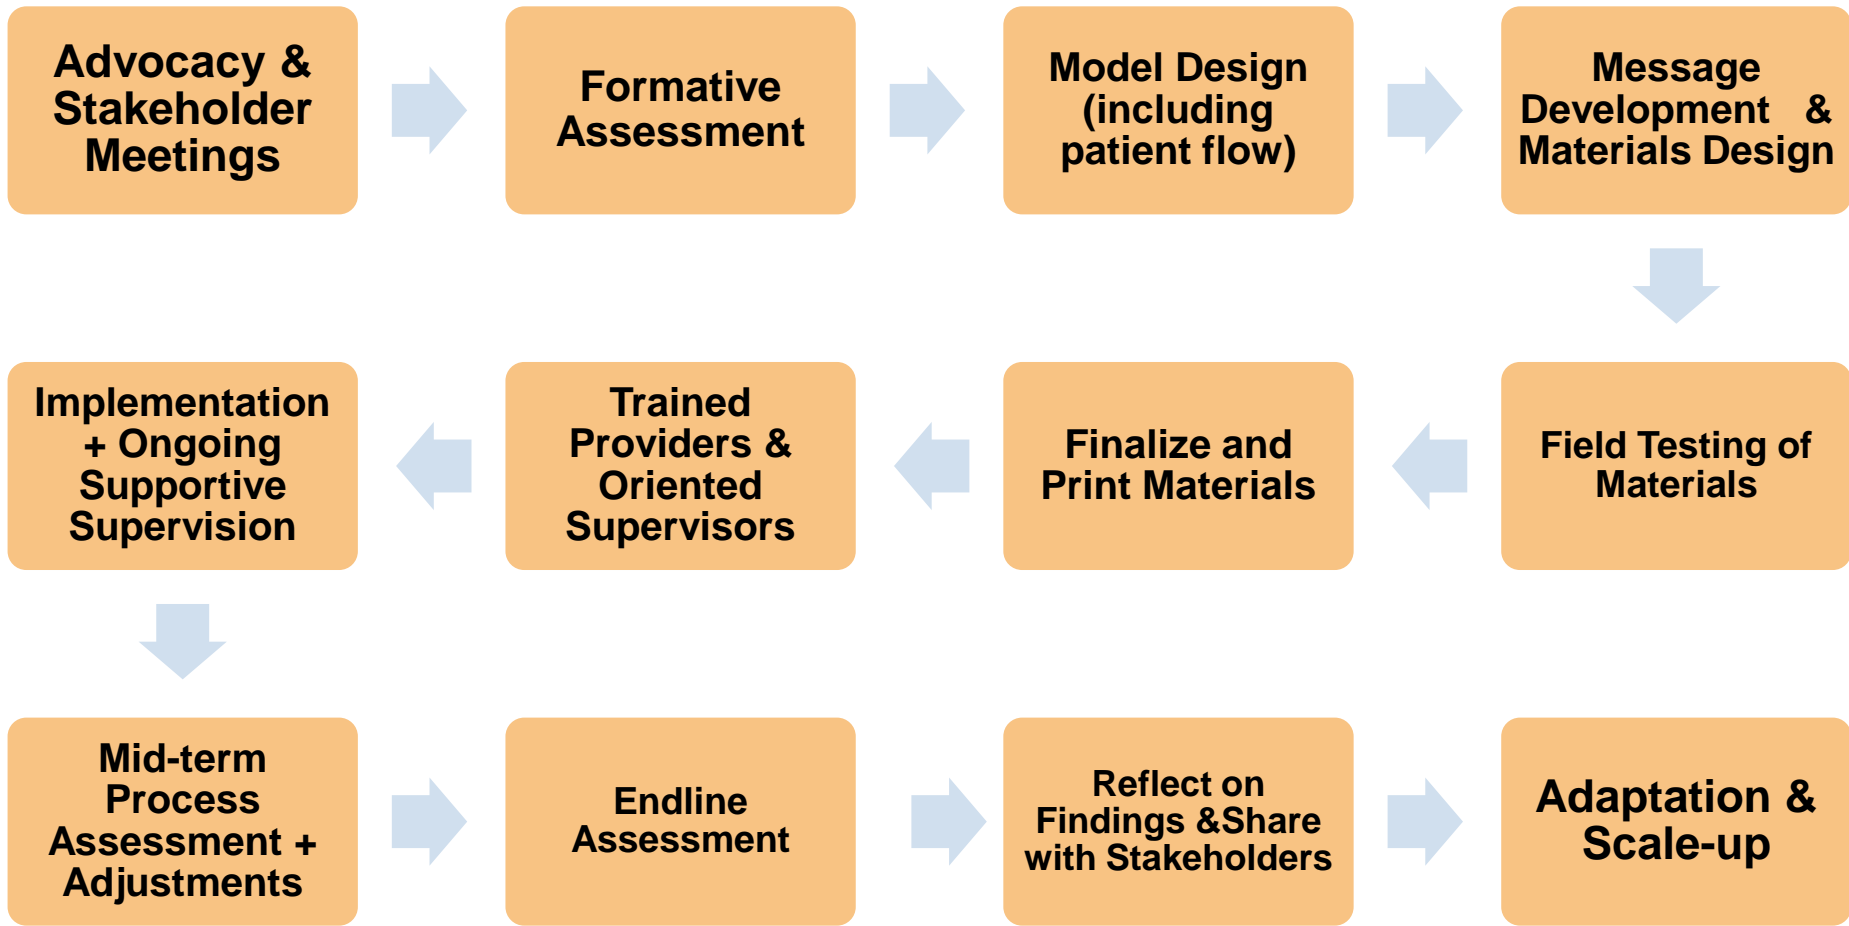 Advocacy &
Stakeholder
Meetings
Formative
Assessment
Model Design
(including
patient flow)
Message
Development &
Materials Design
Field Testing of
Materials
Finalize and
Print Materials
Trained
Providers &
Oriented
Supervisors
Implementation
+ Ongoing
Supportive
Supervision
Mid-term
Process
Assessment +
Adjustments
Endline
Assessment
Reflect on
Findings &Share
with Stakeholders
Adaptation &
Scale-up